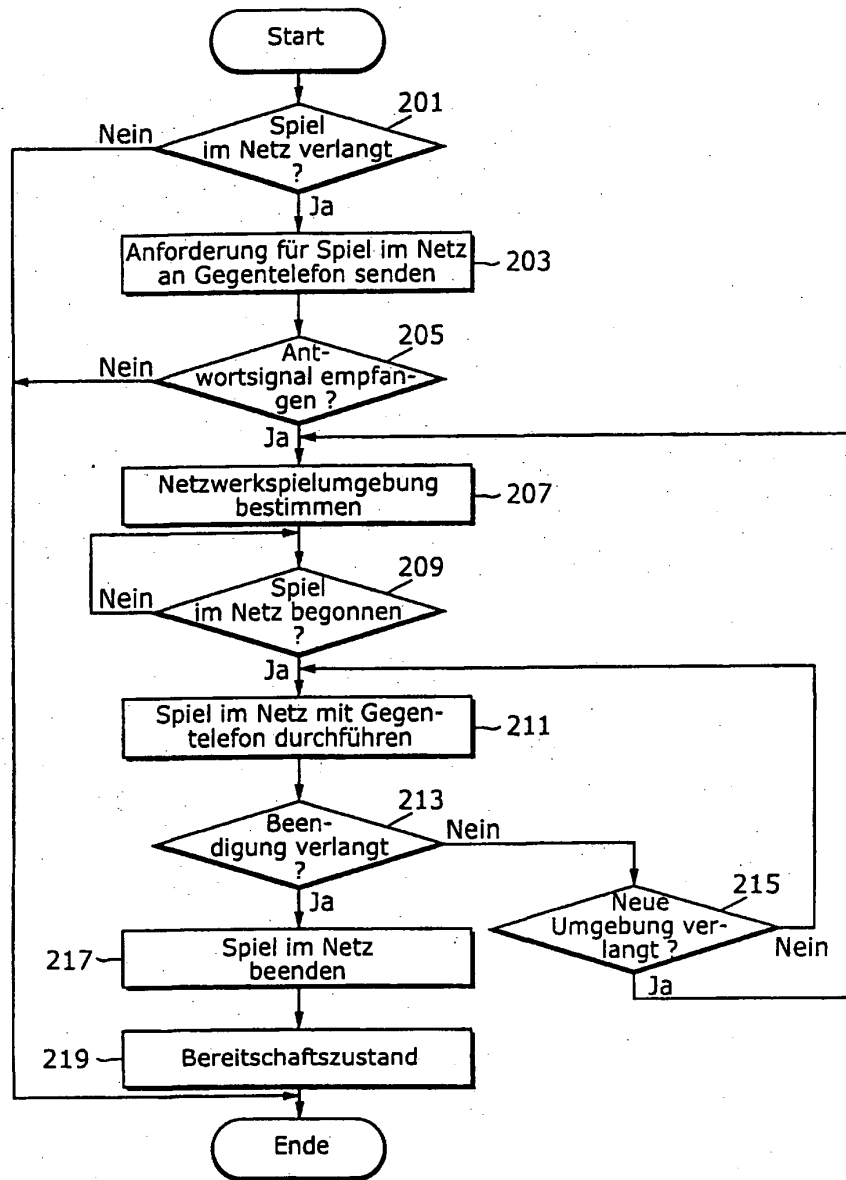 Start
201
Nein
Spiel
im Netz verlangt
?
Ja
Anforderung für Spiel im Netz
an Gegentelefon senden
203
205
Nein
Ant-
wortsignal empfan-
gen ?
Ja
Netzwerkspielumgebung
bestimmen
207
209
Spiel
im Netz begonnen
?
Nein
Ja
Spiel im Netz mit Gegen-
telefon durchführen
211
213
Been-
digung verlangt
?
Nein
Ja
215
Neue
Umgebung ver-
langt ?
Nein
Ja
217
Spiel im Netz
beenden
219
Bereitschaftszustand
Ende